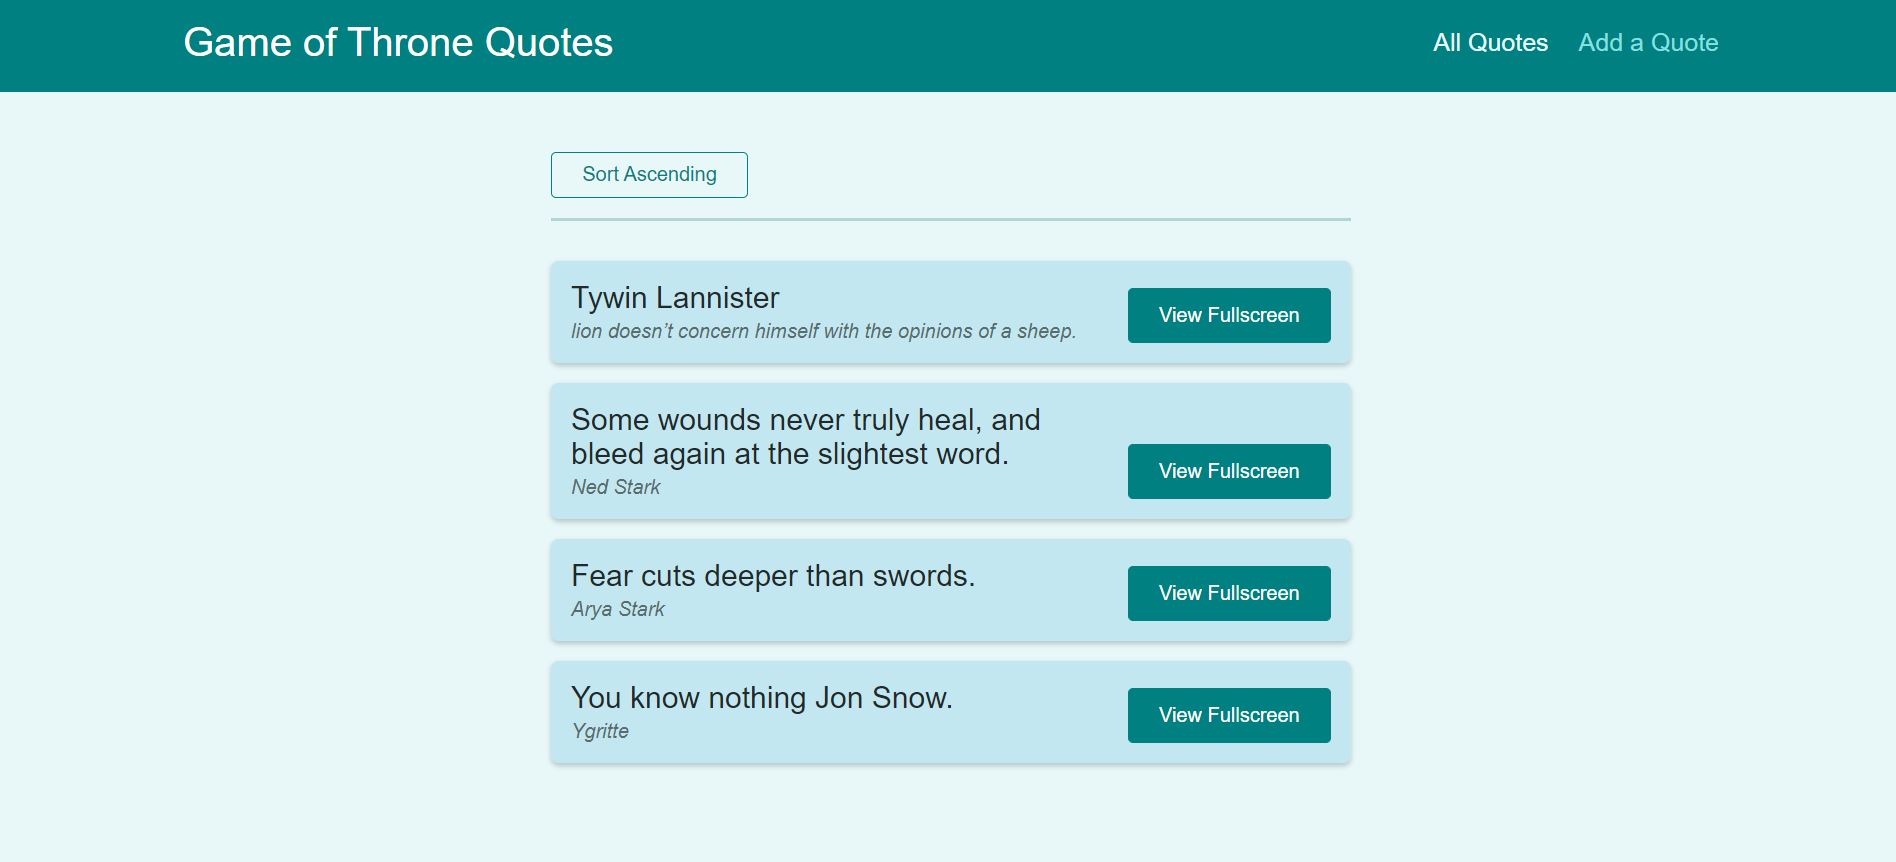 Game of Throne Quotes
All Quotes
Add a Quote
Sort Ascending
Tywin Lannister
lion doesn’t concern himself with the opinions of a sheep.
View Fullscreen
Some wounds never truly heal, and
bleed again at the slightest word.
Ned Stark
View Fullscreen
Fear cuts deeper than swords.
Arya Stark
View Fullscreen
You know nothing Jon Snow.
Ygritte
View Fullscreen